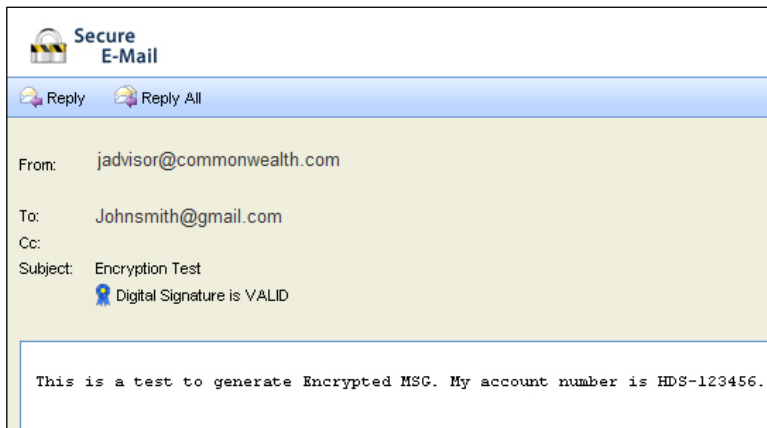 Secure
E-Mail
Reply Reply All
From: jadvisor@commonwealth.com
To: Johnsmith@gmail.com
Cc:
Subject: Encryption Test
Digital Signature is VALID
This is a test to generate Encrypted MSG. My account number is HDS-123456.